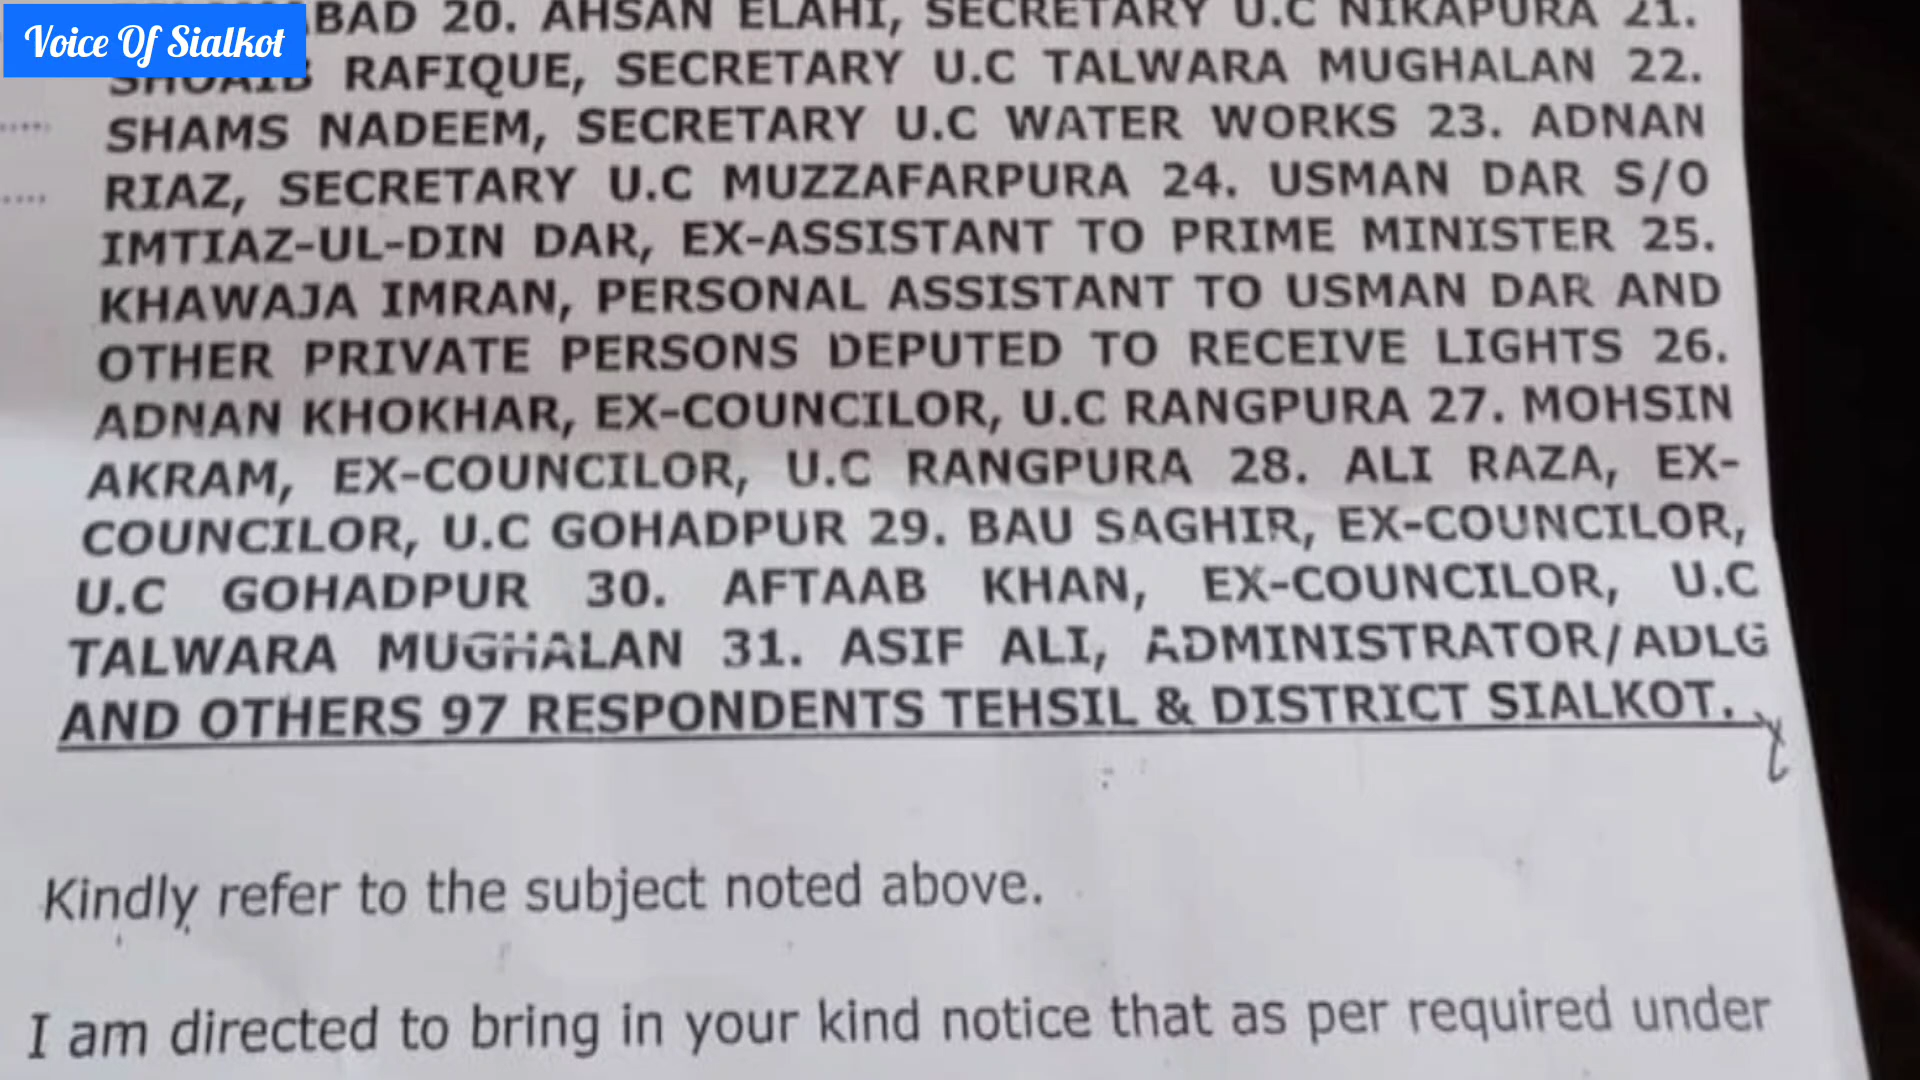 Voice Of Sialkot
BAD 20. AHSAN ELAHI, SECRETARY U.C NIKAPURA 21.
SHOAIB RAFIQUE, SECRETARY U.C TALWARA MUGHALAN 22.
SHAMS NADEEM, SECRETARY U.C WATER WORKS 23. ADNAN
RIAZ, SECRETARY U.C MUZZAFARPURA 24. USMAN DAR S/O
IMTIAZ-UL-DIN DAR, EX-ASSISTANT TO PRIME MINISTER 25.
KHAWAJA IMRAN, PERSONAL ASSISTANT TO USMAN DAR AND
OTHER PRIVATE PERSONS DEPUTED TO RECEIVE LIGHTS 26.
ADNAN KHOKHAR, EX-COUNCILOR, U.C RANGPURA 27. MOHSIN
AKRAM, EX-COUNCILOR, U.C RANGPURA 28. ALI RAZA, EX-
COUNCILOR, U.C GOHADPUR 29. BAU SAGHIR, EX-COUNCILOR,
U.C GOHADPUR 30. AFTAAB KHAN, EX-COUNCILOR, U.C
TALWARA MUGHALAN 31. ASIF ALI, ADMINISTRATOR/ADLG
AND OTHERS 97 RESPONDENTS TEHSIL & DISTRICT SIALKOT.
Kindly refer to the subject noted above.
I am directed to bring in your kind notice that as per required under